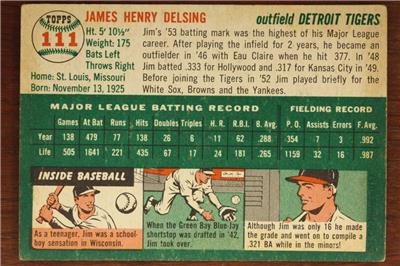 TOPPS
111
JAMES HENRY DELSING
outfield DETROIT TIGERS
Ht. 5' 10½"
Weight: 175
Bats Left
Throws Right
Home: St. Louis, Missouri
Born: November 13, 1925
Jim's '53 batting mark was the highest of his Major League
career. After playing the infield for 2 years, he became an
outfielder in '46 with Eau Claire when he hit .377. In '48
Jim batted .333 for Hollywood and .317 for Kansas City in '49.
Before joining the Tigers in '52 Jim played briefly with the
White Sox, Browns and the Yankees.
MAJOR LEAGUE BATTING RECORD
FIELDING RECORD
Games At Bat Runs Hits Doubles Triples H.R. R.B.I. B. Avg. P.O. Assists Errors F. Avg.
YEAR 138 479 77 138 26 6 11 62 .288 354 7 3 .992
LIFE 505 1641 221 435 67 17 24 181 .265 1159 32 16 .987
INSIDE BASEBALL
As a teenager, Jim was a school-
boy sensation in Wisconsin.
When the Green Bay Blue Jay
shortstop was drafted in '42,
Jim took over.
Although Jim was only 16 he made
the grade and went on to compile a
.321 BA while in the minors!